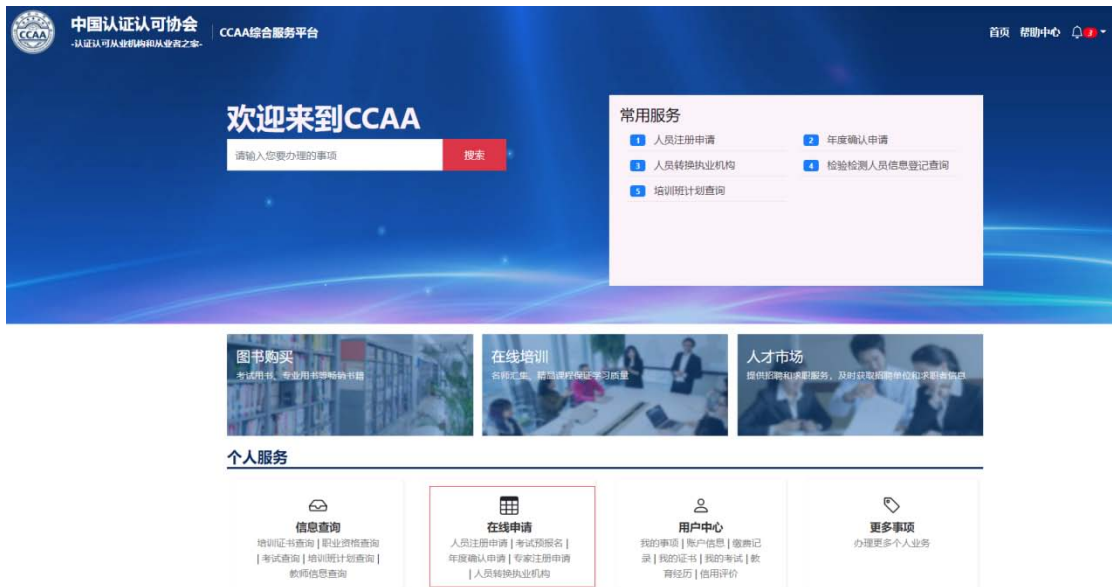 CCAA
中国认证认可协会
-认证认可从业机构和从业者之家-
CCAA综合服务平台
首页 帮助中心
欢迎来到CCAA
请输入您要办理的事项
搜索
常用服务
1 人员注册申请
2 年度确认申请
3 人员转换执业机构
4 检验检测人员信息登记查询
5 培训班计划查询
图书购买
考试用书、专业用书等畅销书籍
在线培训
名师汇集、精品课程保证学习质量
人才市场
提供招聘和求职服务，及时获取招聘单位和求职者信息
个人服务
信息查询
培训证书查询 | 职业资格查询
| 考试查询 | 培训班计划查询 |
教师信息查询
在线申请
人员注册申请 | 考试预报名 |
年度确认申请 | 专家注册申请
| 人员转换执业机构
用户中心
我的事项 | 账户信息 | 缴费记
录 | 我的证书 | 我的考试 | 教
育经历 | 信用评价
更多事项
办理更多个人业务